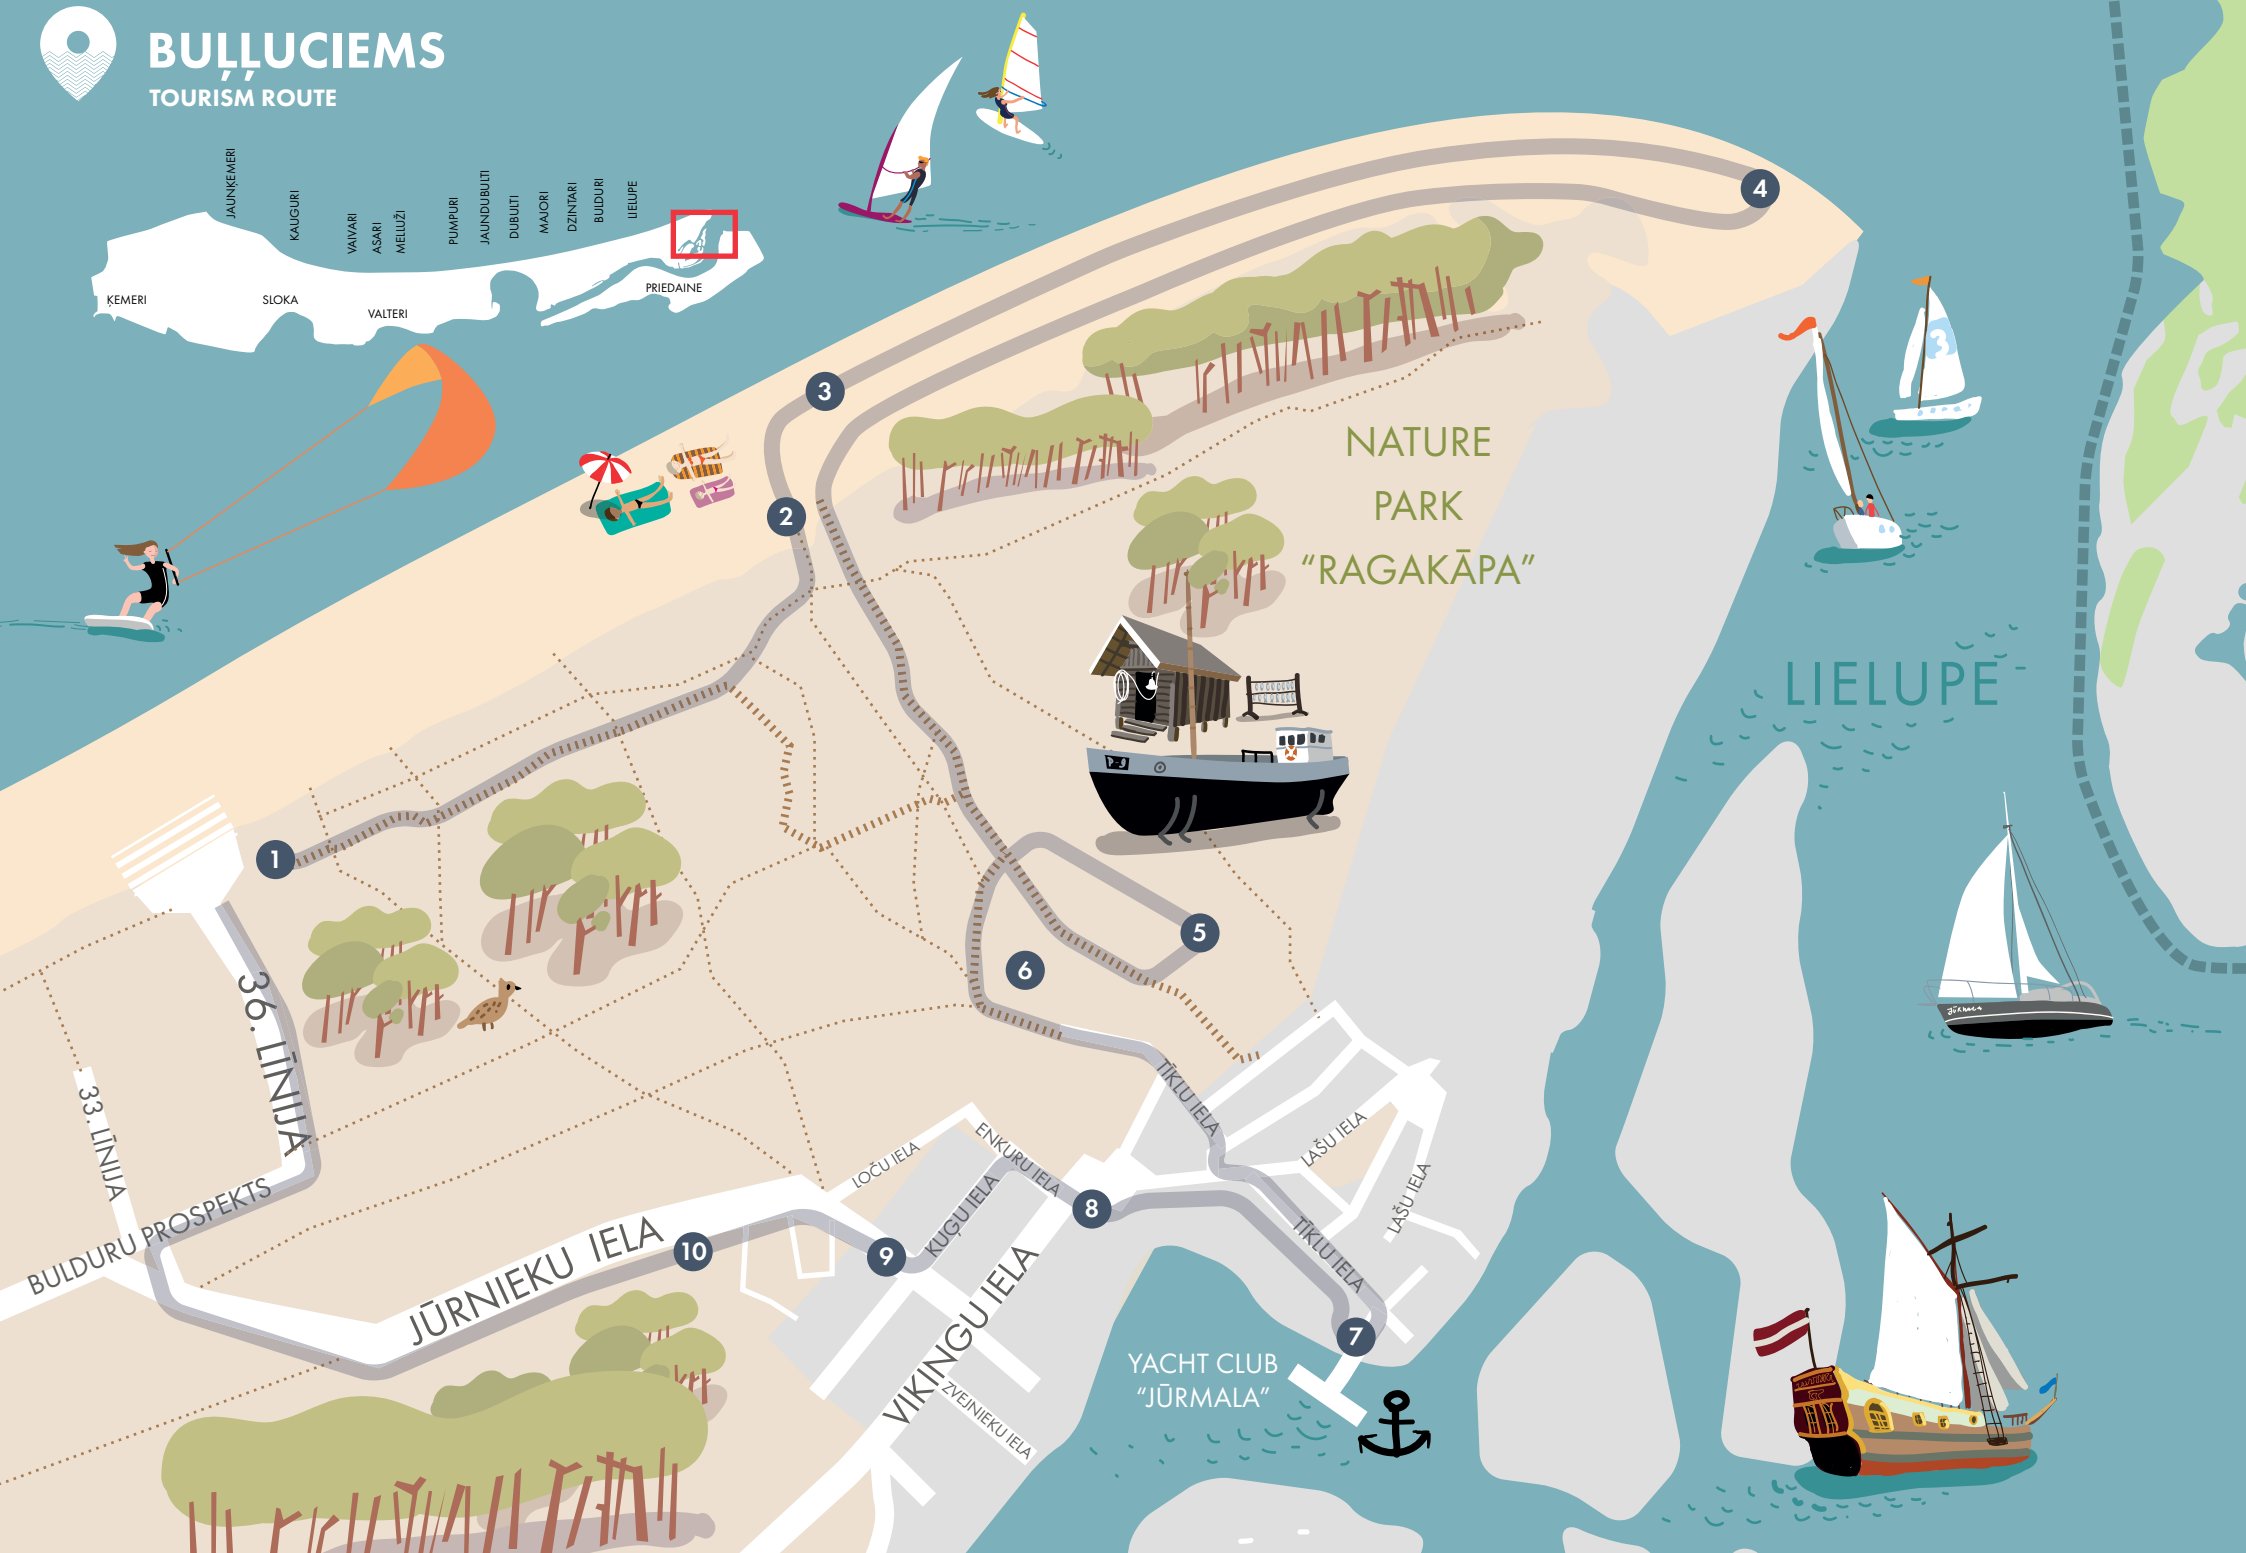 BUĻĻUCIEMS
TOURISM ROUTE
JAUNĶEMERI
KAUGURI
VAIVARI
ASARI
MELLUŽI
PUMPURI
JAUNDUBULTI
DUBULTI
MAJORI
DZINTARI
BULDURI
LIELUPE
ĶEMERI
SLOKA
VALTERI
PRIEDAINE
4
3
3
2
NATURE
PARK
“RAGAKĀPA”
LIELUPE
P-9
1
5
6
Jūrmala
36. LĪNIJA
33. LĪNIJA
BULDURU PROSPEKTS
JŪRNIEKU IELA
LOČU IELA
ENKURU IELA
KUĢU IELA
VIKINGU IELA
ZVEJNIEKU IELA
TĪKLU IELA
LAŠU IELA
LAŠU IELA
TĪKLU IELA
8
10
9
7
YACHT CLUB
“JŪRMALA”